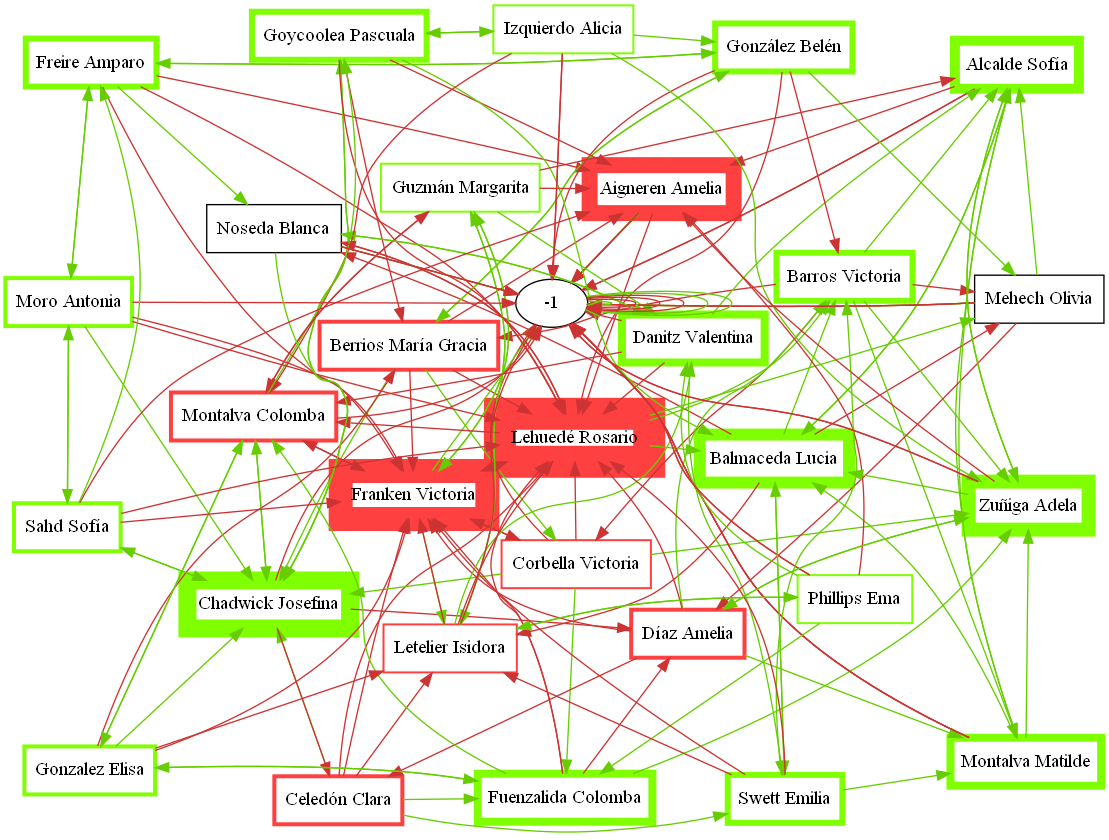 Izquierdo Alicia
Goycoolea Pascuala
González Belén
Freire Amparo
Alcalde Sofía
Guzmán Margarita
Aigneren Amelia
Noseda Blanca
Barros Victoria
Moro Antonia
-1
Mehech Olivia
Berrios María Gracia
Danitz Valentina
Montalva Colomba
Lehuedé Rosario
Balmaceda Lucia
Franken Victoria
Zuñiga Adela
Sahd Sofía
Corbella Victoria
Chadwick Josefina
Phillips Ema
Díaz Amelia
Letelier Isidora
Gonzalez Elisa
Montalva Matilde
Celedón Clara
Fuenzalida Colomba
Swett Emilia